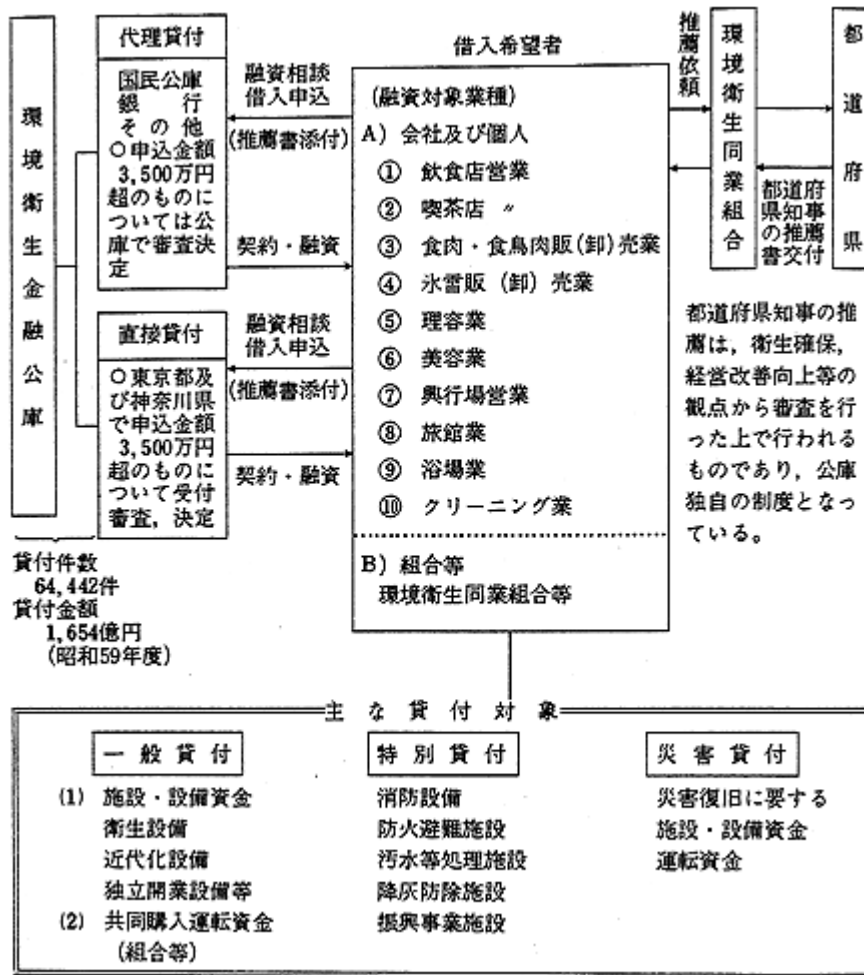 環境衛生金融公庫
代理貸付
国民公庫
銀行
その他
○申込金額
3,500万円
超のものに
ついては公
庫で審査決
定
直接貸付
○東京都及
び神奈川県
で申込金額
3,500万円
超のものに
ついて受付
審査,決定
貸付件数
64,442件
貸付金額
1,654億円
(昭和59年度)
融資相談
借入申込
(推薦書添付)
契約・融資
融資相談
借入申込
(推薦書添付)
契約・融資
借入希望者
(融資対象業種)
A) 会社及び個人
① 飲食店営業
② 喫茶店 〃
③ 食肉・食鳥肉販(卸)売業
④ 氷雪販(卸)売業
⑤ 理容業
⑥ 美容業
⑦ 興行場営業
⑧ 旅館業
⑨ 浴場業
⑩ クリーニング業
B) 組合等
環境衛生同業組合等
推薦依頼
環境衛生同業組合
都道府県知事の推薦書交付
都道府県
都道府県知事の推
薦は,衛生確保,
経営改善向上等の
観点から審査を行
った上で行われる
ものであり,公庫
独自の制度となっ
ている。
主な貸付対象
一般貸付
(1) 施設・設備資金
衛生設備
近代化設備
独立開業設備等
(2) 共同購入運転資金
(組合等)
特別貸付
消防設備
防火避難施設
汚水等処理施設
降灰防除施設
振興事業施設
災害貸付
災害復旧に要する
施設・設備資金
運転資金